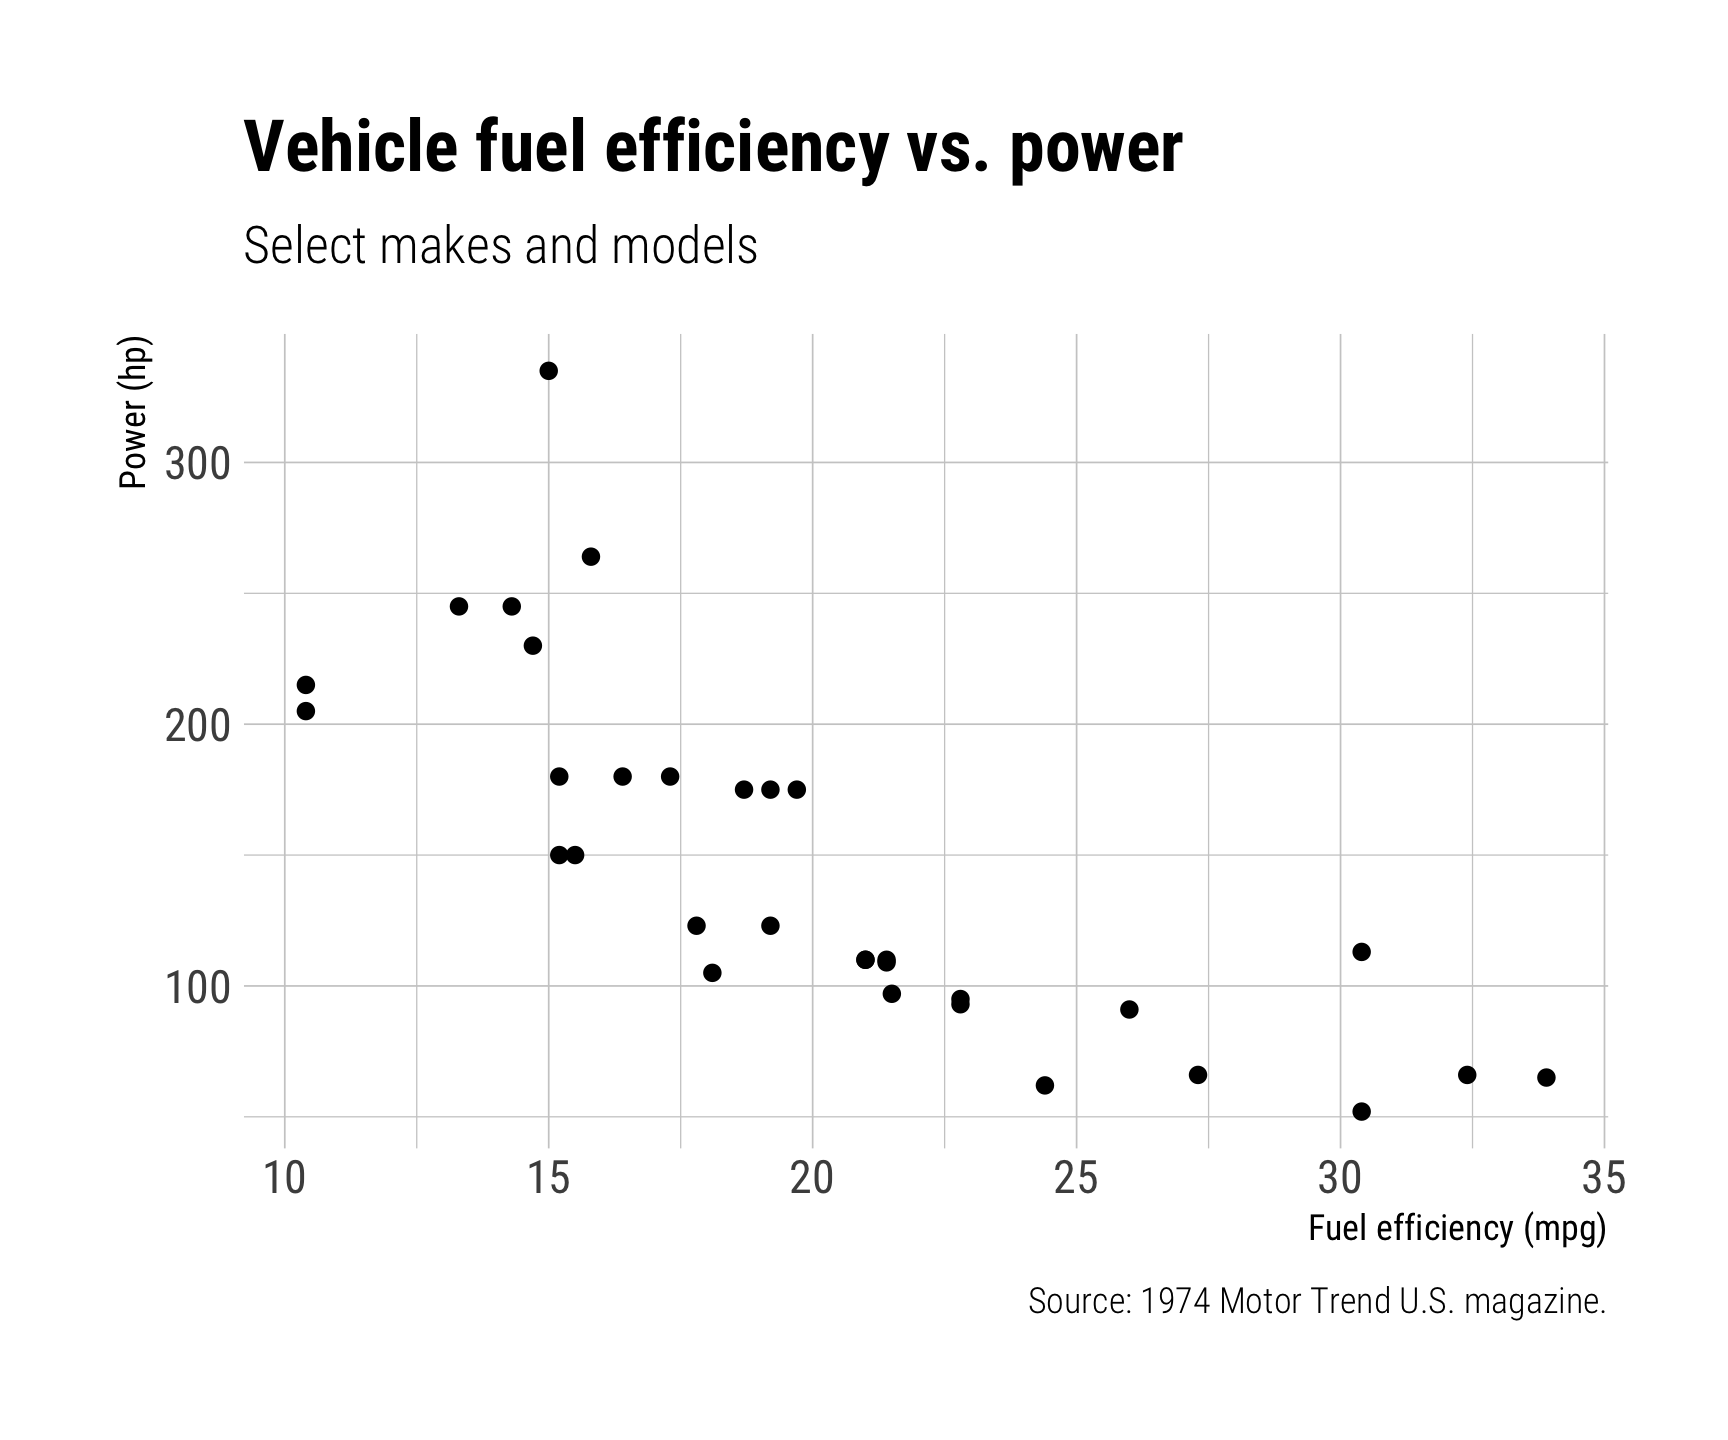 Vehicle fuel efficiency vs. power
Select makes and models
Power (hp)
300
200
100
10 15 20 25 30 35
Fuel efficiency (mpg)
Source: 1974 Motor Trend U.S. magazine.